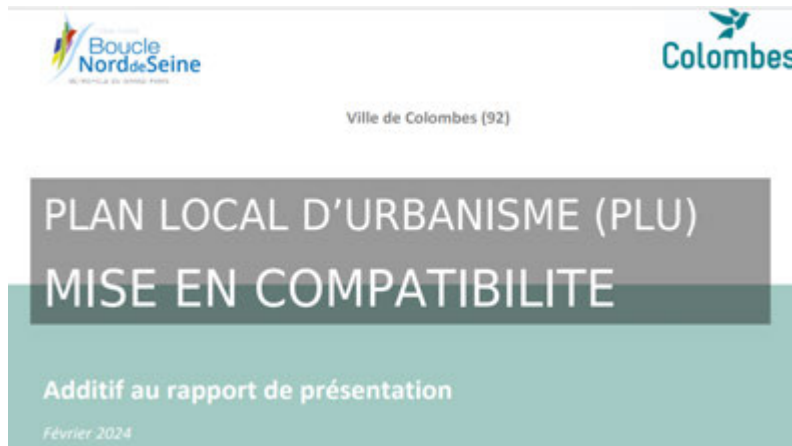 Boucle
NorddeSeine
Colombes
Ville de Colombes (92)
PLAN LOCAL D'URBANISME (PLU)
MISE EN COMPATIBILITE
Additif au rapport de présentation
Février 2024